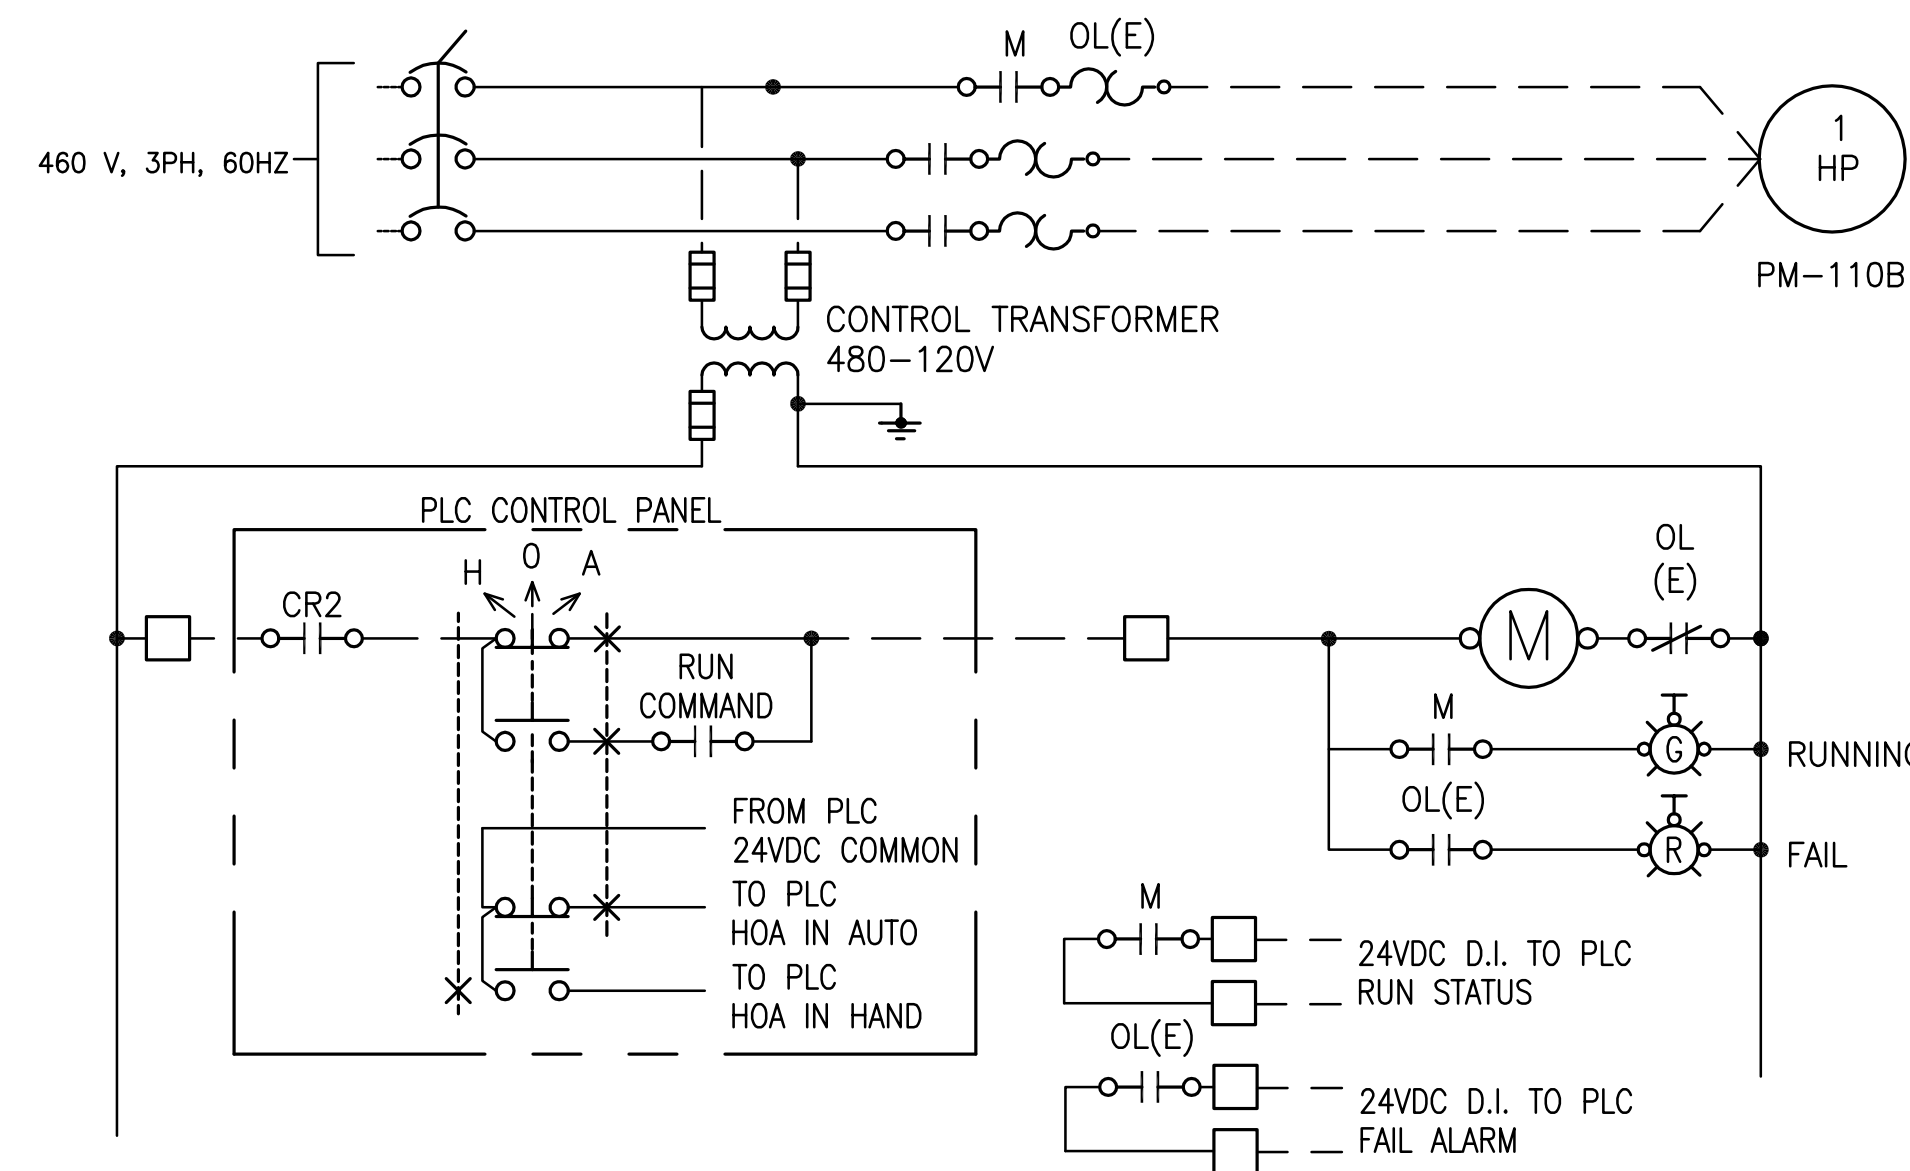 M
OL(E)
460 V, 3PH, 60HZ
1
HP
PM-110B
CONTROL TRANSFORMER
480-120V
PLC CONTROL PANEL
H
O
A
CR2
RUN
COMMAND
FROM PLC
24VDC COMMON
TO PLC
HOA IN AUTO
TO PLC
HOA IN HAND
OL
(E)
M
M
G
RUNNING
OL(E)
R
FAIL
M
24VDC D.I. TO PLC
RUN STATUS
OL(E)
24VDC D.I. TO PLC
FAIL ALARM